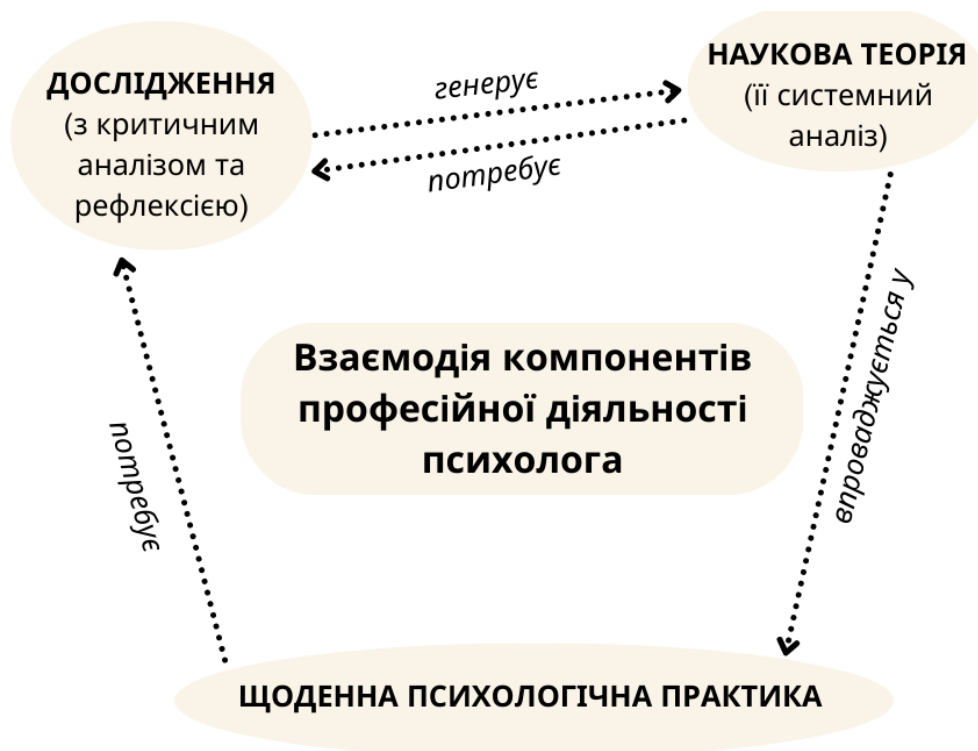 ДОСЛІДЖЕННЯ
(з критичним
аналізом та
рефлексією)
генерує
потребує
НАУКОВА ТЕОРІЯ
(її системний
аналіз)
впроваджується у
Взаємодія компонентів
професійної діяльності
психолога
потребує
ЩОДЕННА ПСИХОЛОГІЧНА ПРАКТИКА